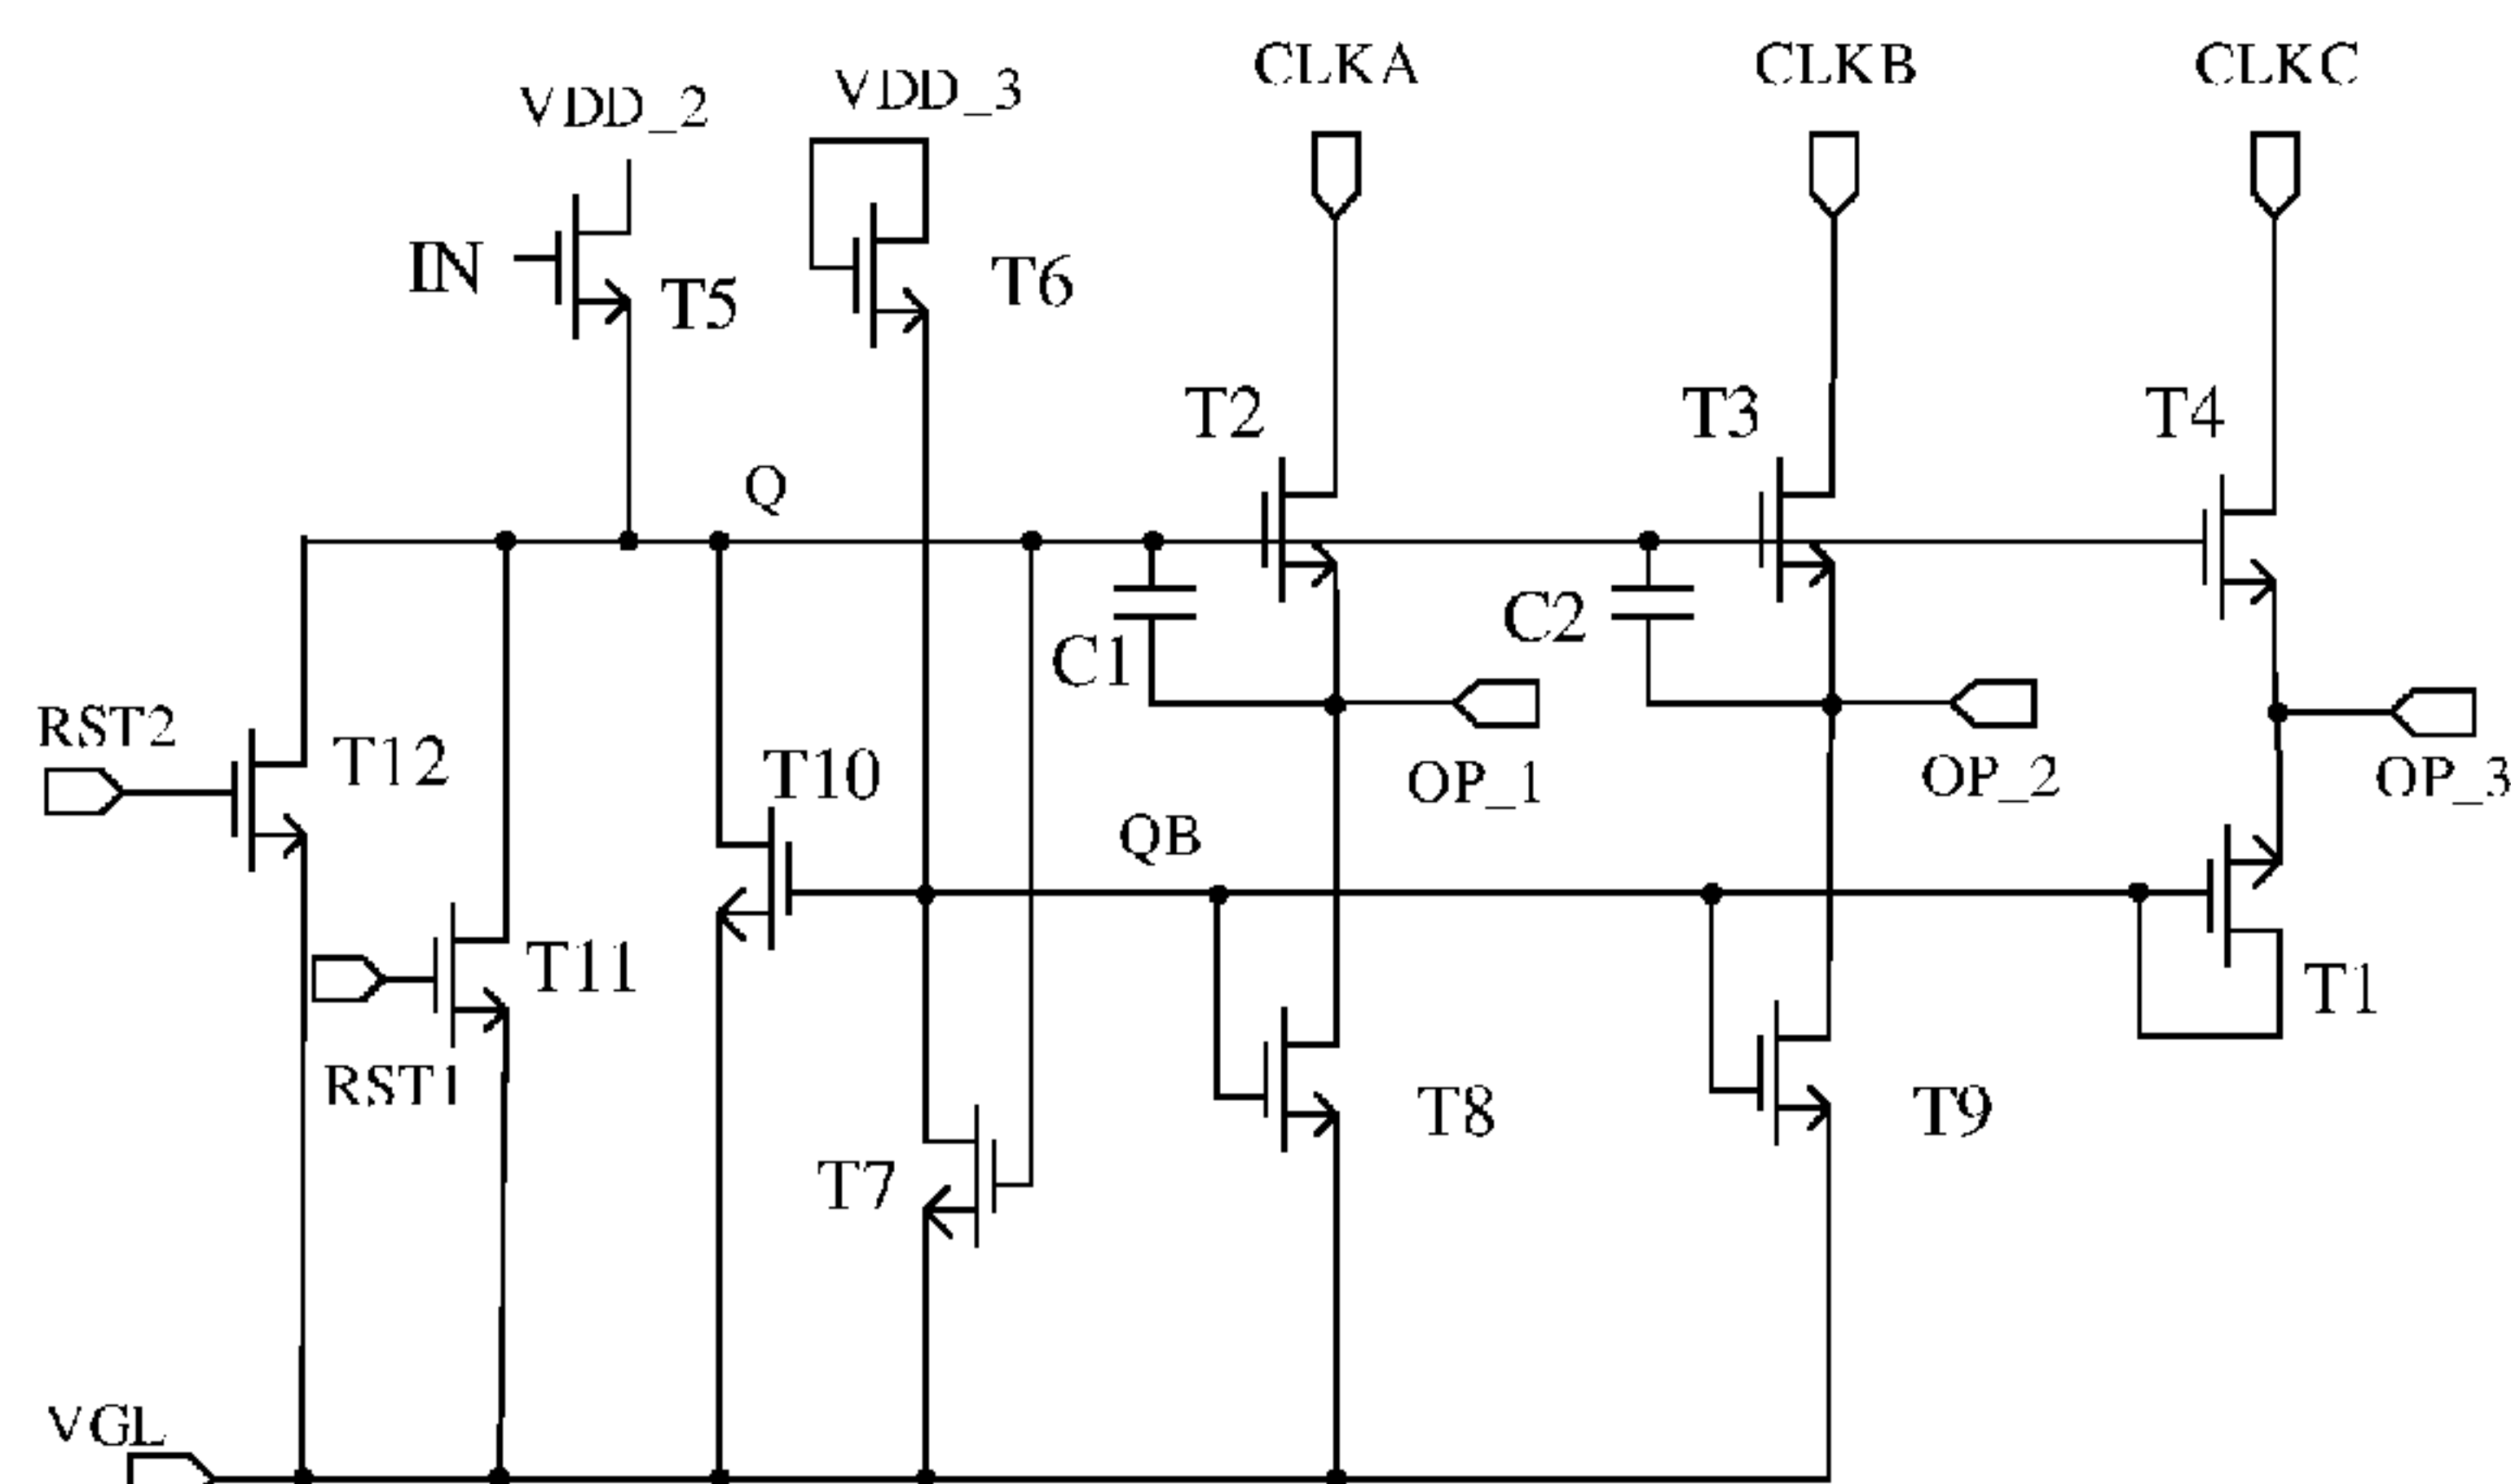 CLKA
CLKB
CLKC
VDD_2
VDD_3
IN
T5
T6
T2
T3
T4
Q
C1
C2
RST2
T12
T10
OP_1
OP_2
OP_3
QB
T11
T1
RST1
T8
T9
T7
VGL